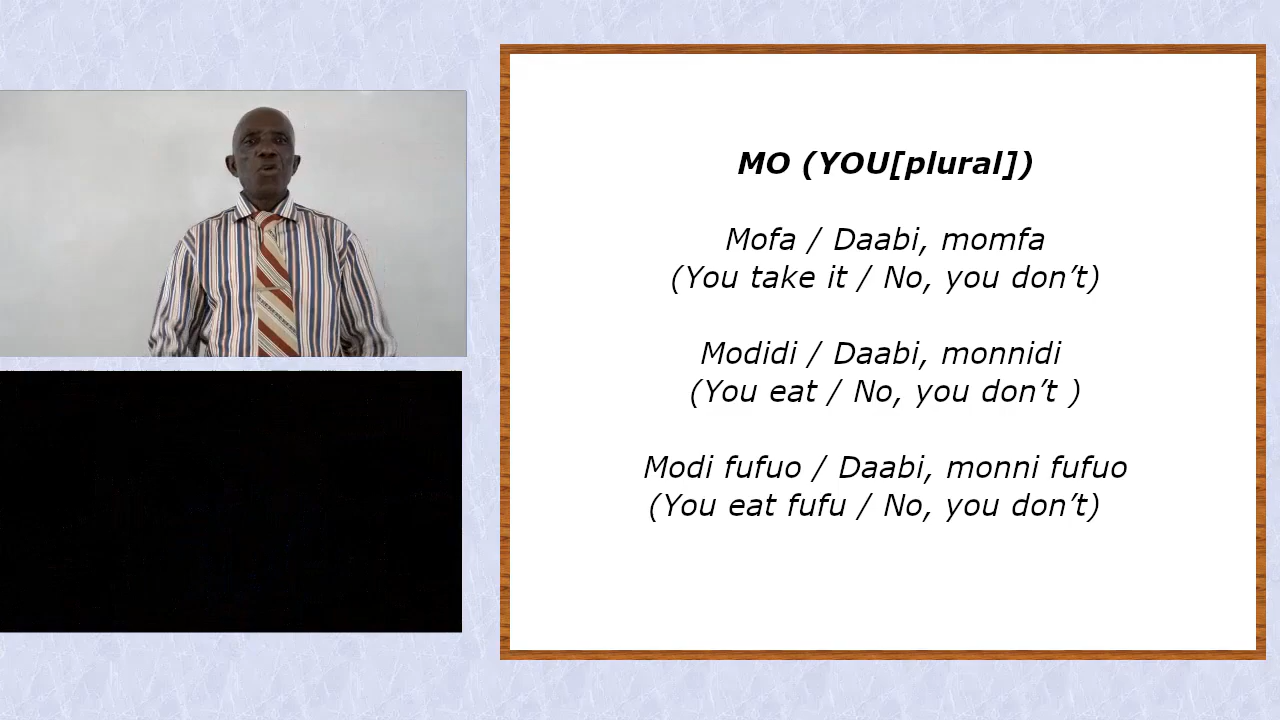 MO (YOU[plural])
Mofa / Daabi, momfa
(You take it / No, you don’t)
Modidi / Daabi, monnidi
(You eat / No, you don’t )
Modi fufuo / Daabi, monni fufuo
(You eat fufu / No, you don’t)